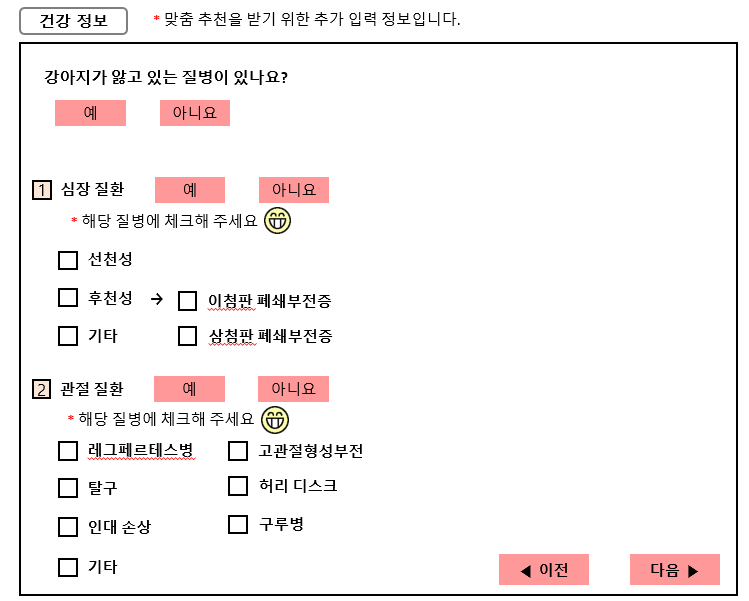 건강 정보
* 맞춤 추천을 받기 위한 추가 입력 정보입니다.
강아지가 앓고 있는 질병이 있나요?
예 아니요
1 심장 질환 예 아니요
* 해당 질병에 체크해 주세요
선천성
후천성 → 이첨판 폐쇄부전증
기타 삼첨판 폐쇄부전증
2 관절 질환 예 아니요
* 해당 질병에 체크해 주세요
레그페르테스병 고관절형성부전
탈구 허리 디스크
인대 손상 구루병
기타
◀ 이전 다음 ▶